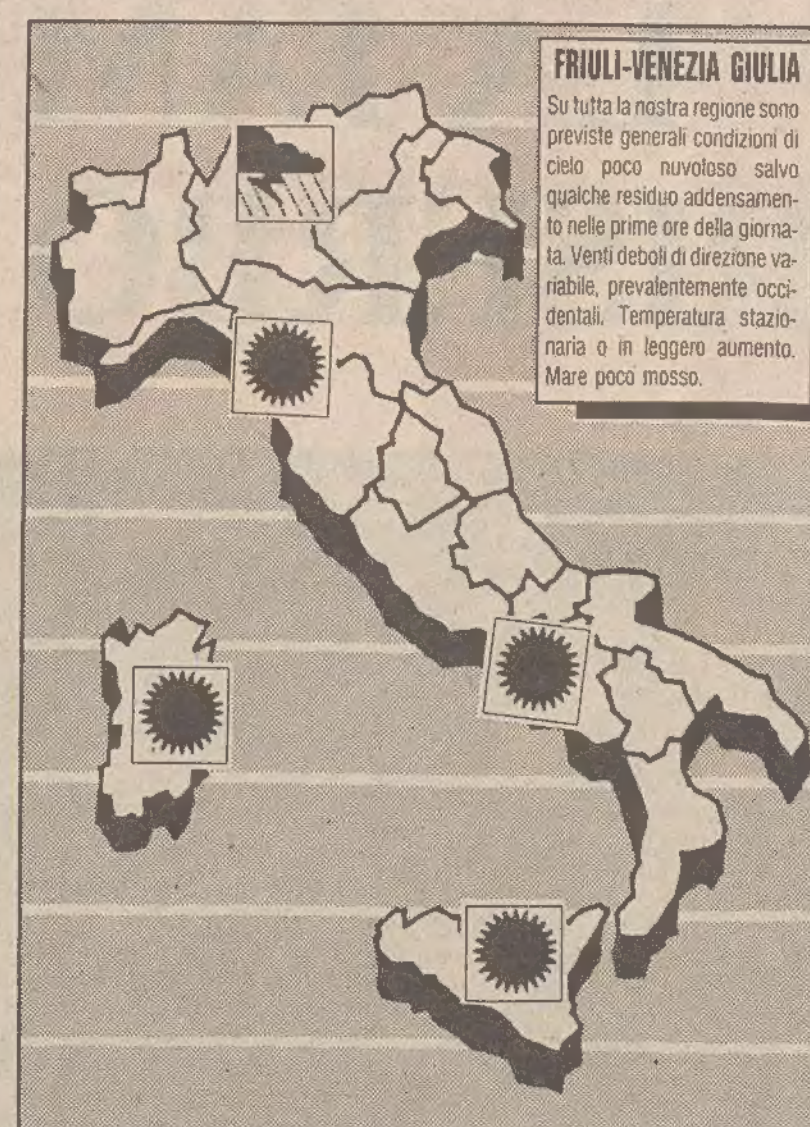 FRIULI-VENEZIA GIULIA
Su tutta la nostra regione sono
previste generali condizioni di
cielo poco nuvoloso salvo
qualche residuo addensamen-
to nelle prime ore della giorna-
ta. Venti deboli di direzione va-
riabile, prevalentemente occi-
dentali. Temperatura stazio-
naria o in leggero aumento.
Mare poco mosso.